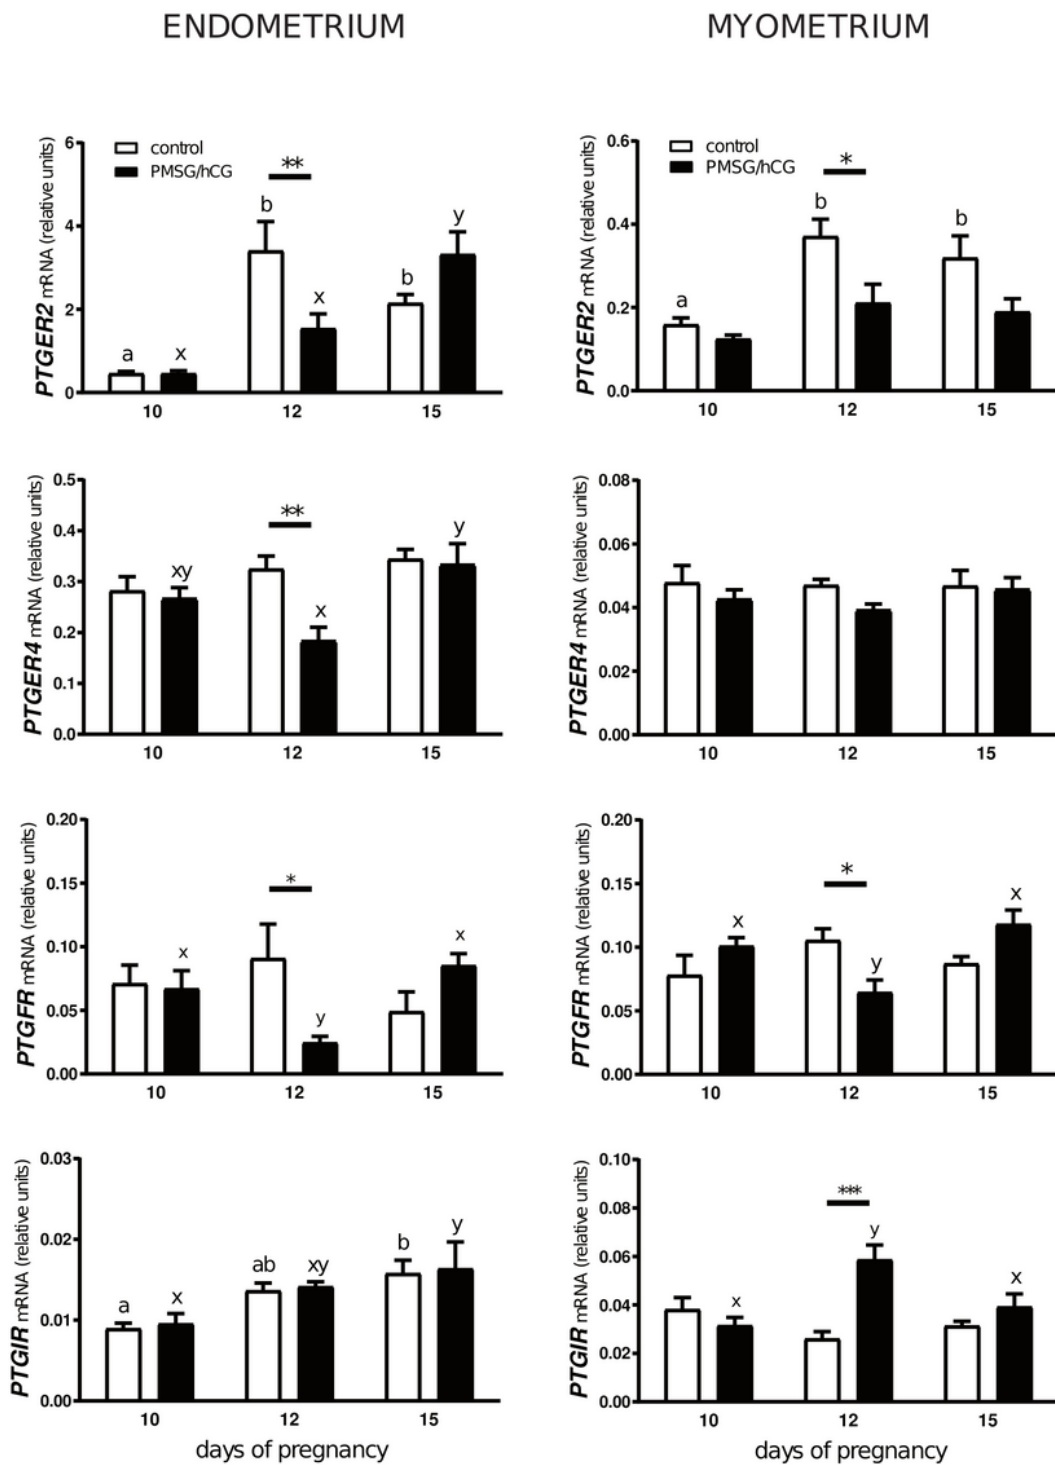 ENDOMETRIUM
MYOMETRIUM
PTGER2 mRNA (relative units)
6
4
2
0
control
PMSG/hCG
a
x
b
**
x
b
y
10
12
15
PTGER2 mRNA (relative units)
0.6
0.4
0.2
0.0
control
PMSG/hCG
a
b
*
b
10
12
15
PTGER4 mRNA (relative units)
0.5
0.4
0.3
0.2
0.1
0.0
xy
**
x
y
10
12
15
PTGER4 mRNA (relative units)
0.08
0.06
0.04
0.02
0.00
10
12
15
PTGFR mRNA (relative units)
0.20
0.15
0.10
0.05
0.00
x
*
y
x
10
12
15
PTGFR mRNA (relative units)
0.20
0.15
0.10
0.05
0.00
x
*
y
x
10
12
15
PTGIR mRNA (relative units)
0.03
0.02
0.01
0.00
a
x
ab
xy
b
y
10
12
15
days of pregnancy
PTGIR mRNA (relative units)
0.10
0.08
0.06
0.04
0.02
0.00
x
***
y
x
10
12
15
days of pregnancy